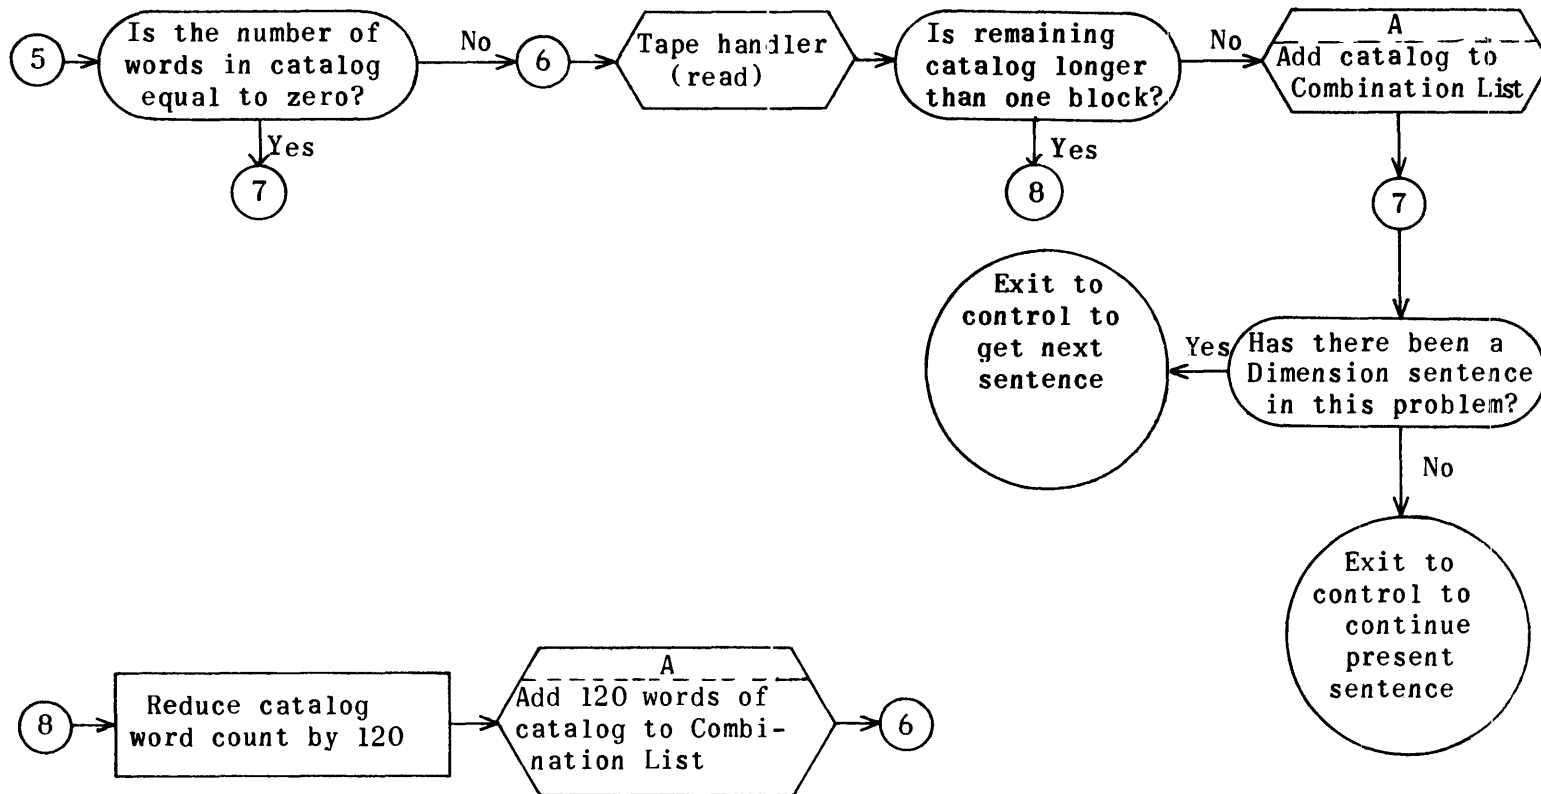 5
Is the number of
words in catalog
equal to zero?
No
6
Tape handler
(read)
Is remaining
catalog longer
than one block?
No
A
Add catalog to
Combination List
Yes
7
Yes
8
7
Exit to
control to
get next
sentence
Yes
Has there been a
Dimension sentence
in this problem?
No
Exit to
control to
continue
present
sentence
8
Reduce catalog
word count by 120
A
Add 120 words of
catalog to Combi-
nation List
6